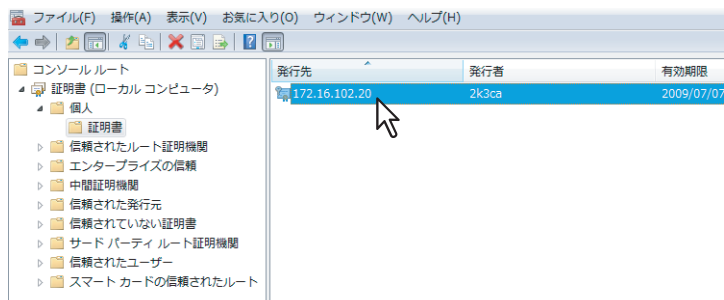 ファイル(F) 操作(A) 表示(V) お気に入り(O) ウィンドウ(W) ヘルプ(H)
コンソール ルート
証明書 (ローカル コンピュータ)
個人
証明書
信頼されたルート証明機関
エンタープライズの信頼
中間証明機関
信頼された発行元
信頼されていない証明書
サード パーティ ルート証明機関
信頼されたユーザー
スマート カードの信頼されたルート
発行先 発行者 有効期限
172.16.102.20 2k3ca 2009/07/07